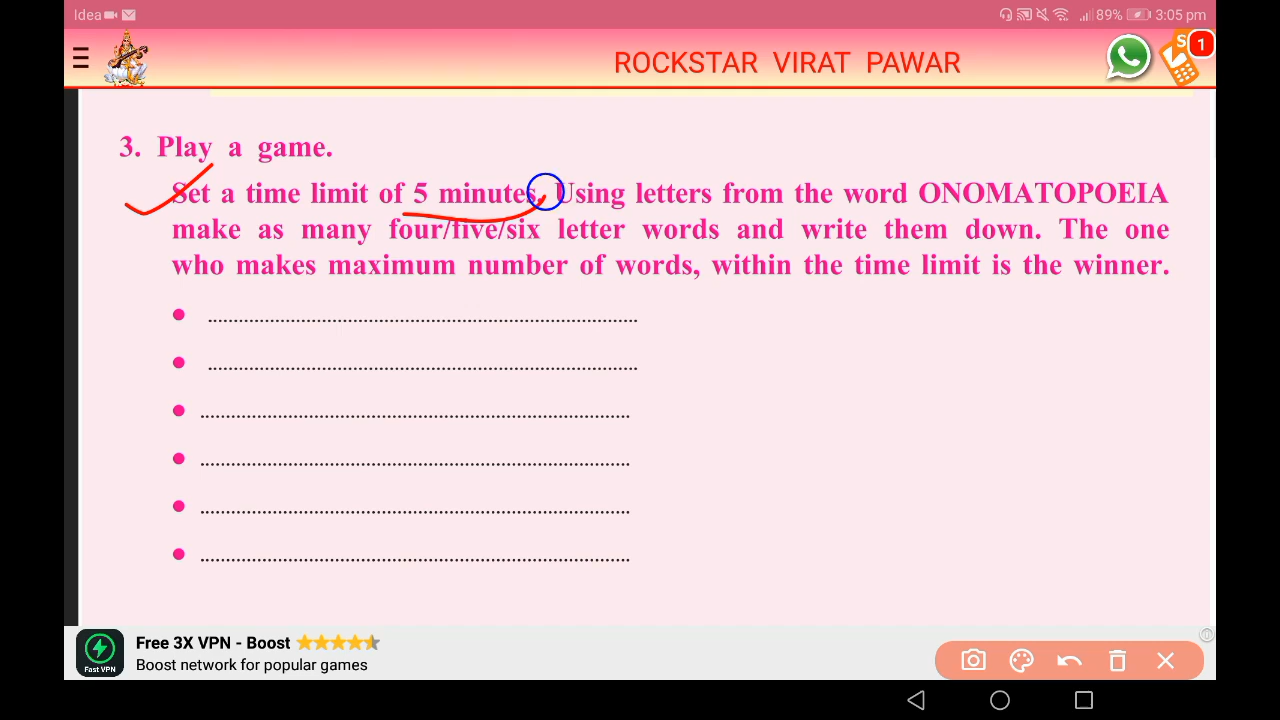 Idea 89% 3:05 pm
ROCKSTAR VIRAT PAWAR S 1
3. Play a game.
Set a time limit of 5 minutes. Using letters from the word ONOMATOPOEIA
make as many four/five/six letter words and write them down. The one
who makes maximum number of words, within the time limit is the winner.
Free 3X VPN - Boost
Fast VPN
Boost network for popular games